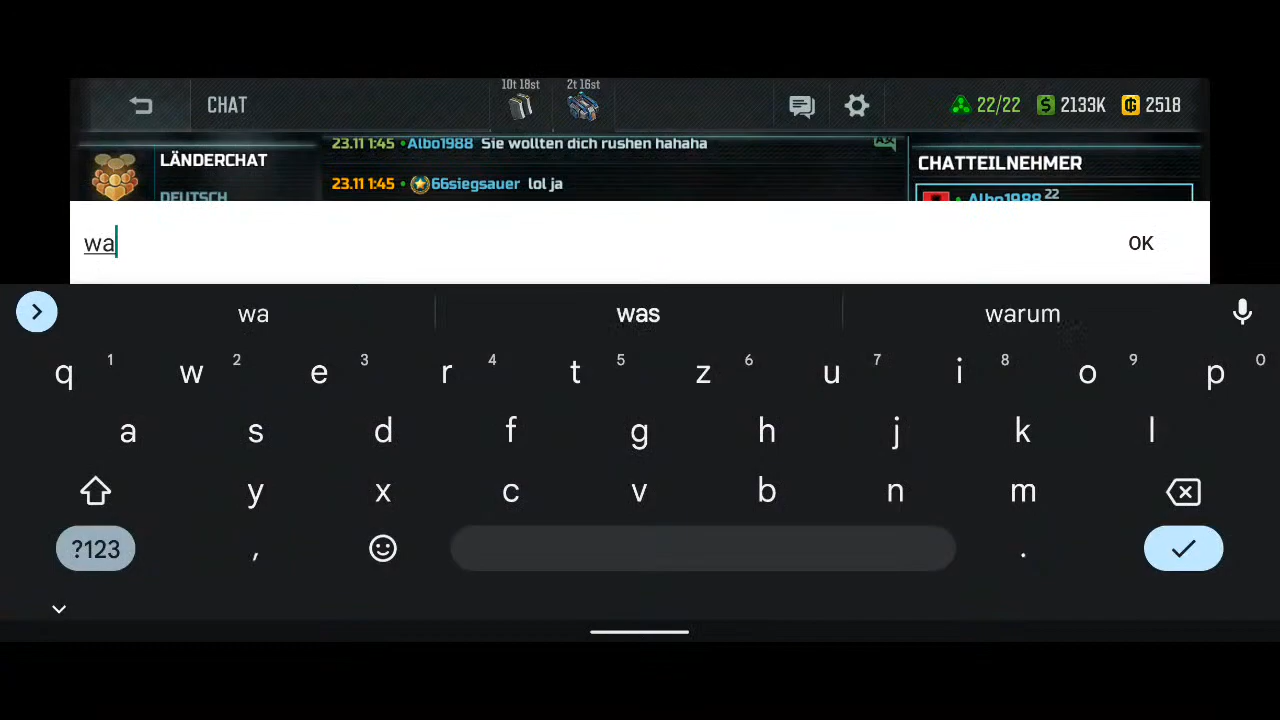 10t 18st 2t 16st
CHAT 22/22 2133K 2518
LÄNDERCHAT
DEUTSCH
23.11 1:45 • Albo1988 Sie wollten dich rushen hahaha
23.11 1:45 • 66siegsauer lol ja
CHATTEILNEHMER
Albo1988 22
wa
OK
wa was warum
q 1 w 2 e 3 r 4 t 5 z 6 u 7 i 8 o 9 p 0
a s d f g h j k l
y x c v b n m
?123 , .